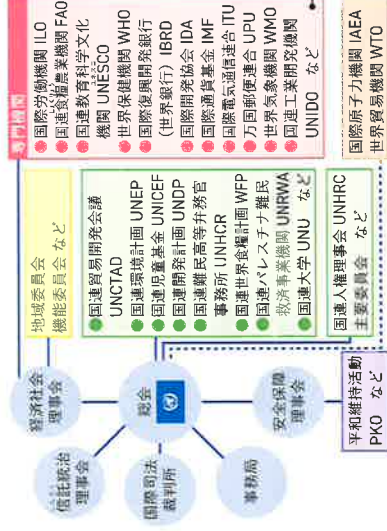 専門機関
国際労働機関 ILO
国連食糧農業機関 FAO
国連教育科学文化
機関 UNESCO
ユネスコ
世界保健機関 WHO
国際復興開発銀行
(世界銀行) IBRD
国際開発協会 IDA
国際通貨基金 IMF
国際電気通信連合 ITU
万国郵便連合 UPU
世界気象機関 WMO
国連工業開発機関
UNIDO など
地域委員会
機能委員会 など
国連貿易開発会議
UNCTAD
国連環境計画 UNEP
国連児童基金 UNICEF
国連開発計画 UNDP
国連難民高等弁務官
事務所 UNHCR
国連世界食糧計画 WFP
国連パレスチナ難民
救済事業機関 UNRWA
国連大学 UNU など
国連人権理事会 UNHRC
主要委員会 など
国際原子力機関 IAEA
世界貿易機関 WTO
経済社会
理事会
信託統治
理事会
総会
国際司法
裁判所
安全保障
理事会
事務局
平和維持活動
PKO など